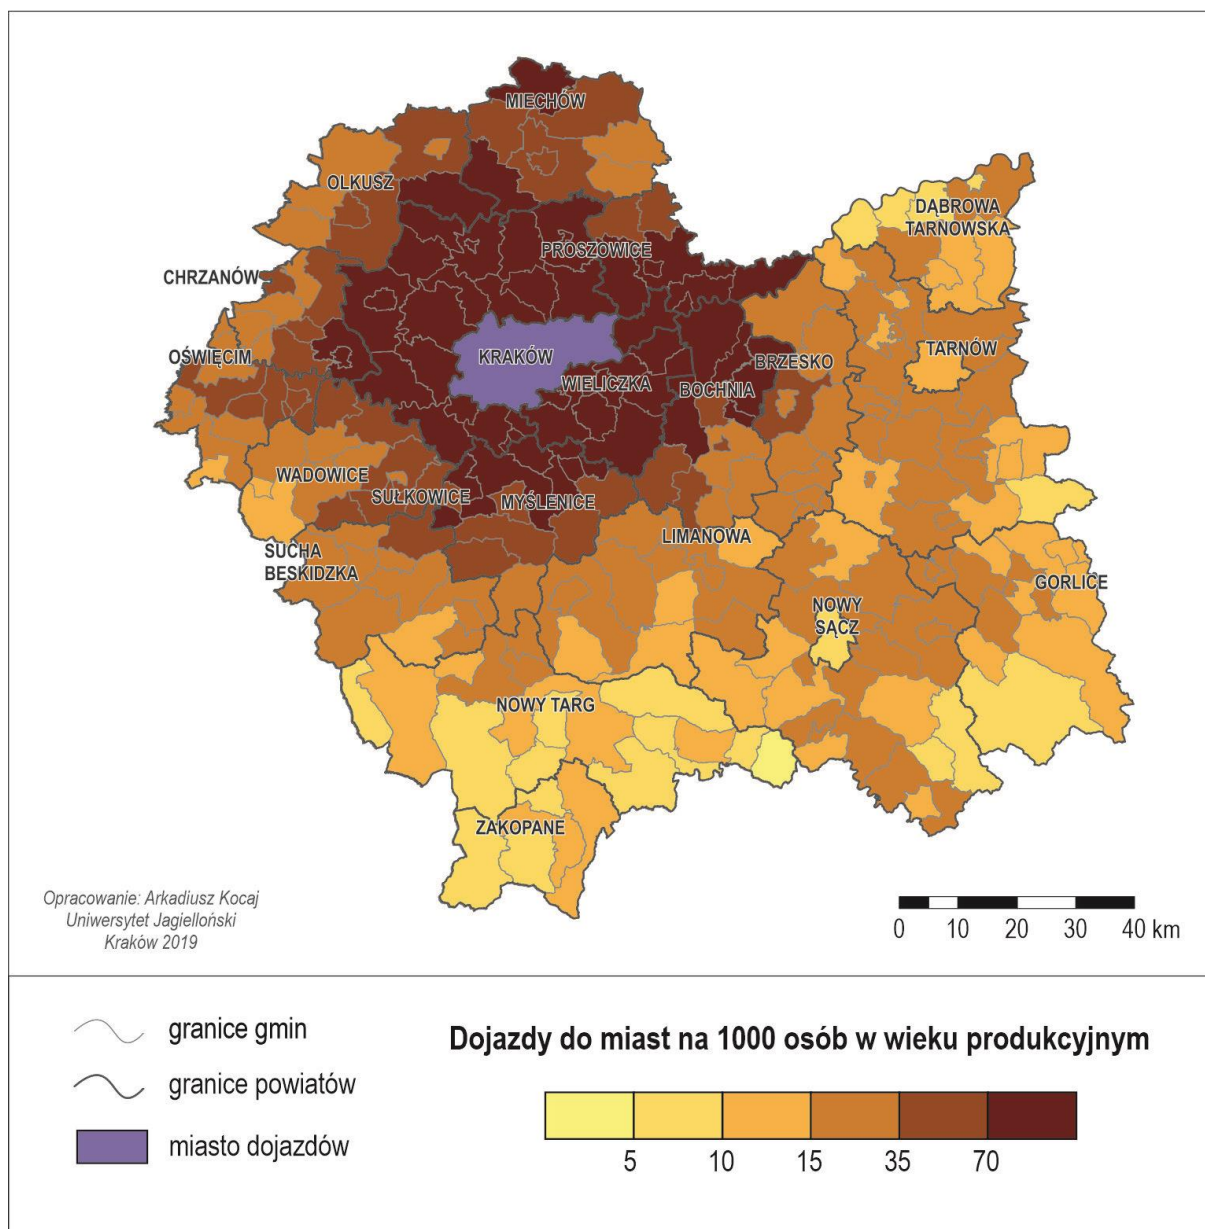 MIECHÓW
OLKUSZ
DĄBROWA
TARNOWSKA
PROSZOWICE
CHRZANÓW
OŚWIĘCIM
KRAKÓW
WIELICZKA
BOCHNIA
BRZESKO
TARNÓW
WADOWICE
SUŁKOWICE
MYŚLENICE
LIMANOWA
SUCHA
BESKIDZKA
GORLICE
NOWY
SĄCZ
NOWY TARG
ZAKOPANE
Opracowanie: Arkadiusz Kocaj
Uniwersytet Jagielloński
Kraków 2019
0 10 20 30 40 km
granice gmin
granice powiatów
miasto dojazdów
Dojazdy do miast na 1000 osób w wieku produkcyjnym
5 10 15 35 70